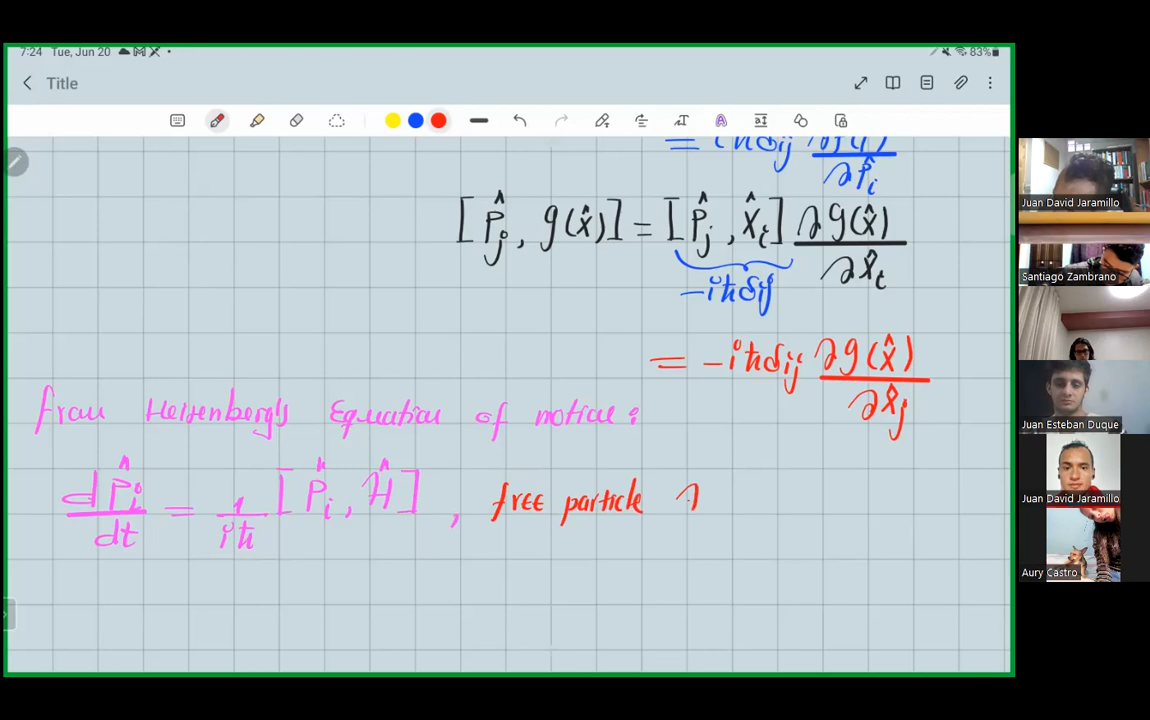 7:24 Tue, Jun 20
83%
Title
= iħδij ∂g( ) / ∂p̂i
[p̂j, g(x̂)] = [p̂j, x̂i] ∂g(x̂) / ∂x̂i
-iħδij
= -iħδij ∂g(x̂) / ∂x̂j
from Heisenberg's Equation of motion:
dp̂i/dt = 1/iħ [p̂i, Ĥ], free particle
Juan David Jaramillo
Santiago Zambrano
Juan Esteban Duque
Juan David Jaramillo
Aury Castro